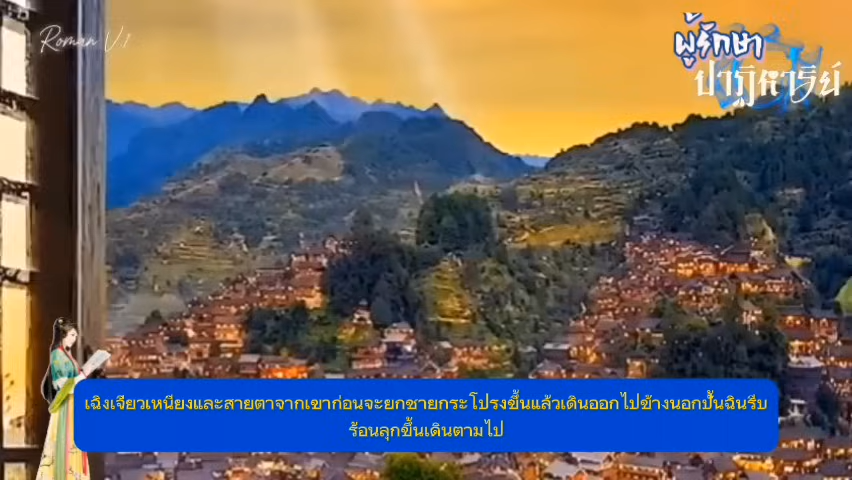 Roman V.1
ผู้รักษา
ปาฏิหาริย์
เฉิงเจียวเหนียงและสายตาจากเขาก่อนจะยกชายกระโปรงขึ้นแล้วเดินออกไปข้างนอกปั้นฉินรีบ
ร้อนลุกขึ้นเดินตามไป